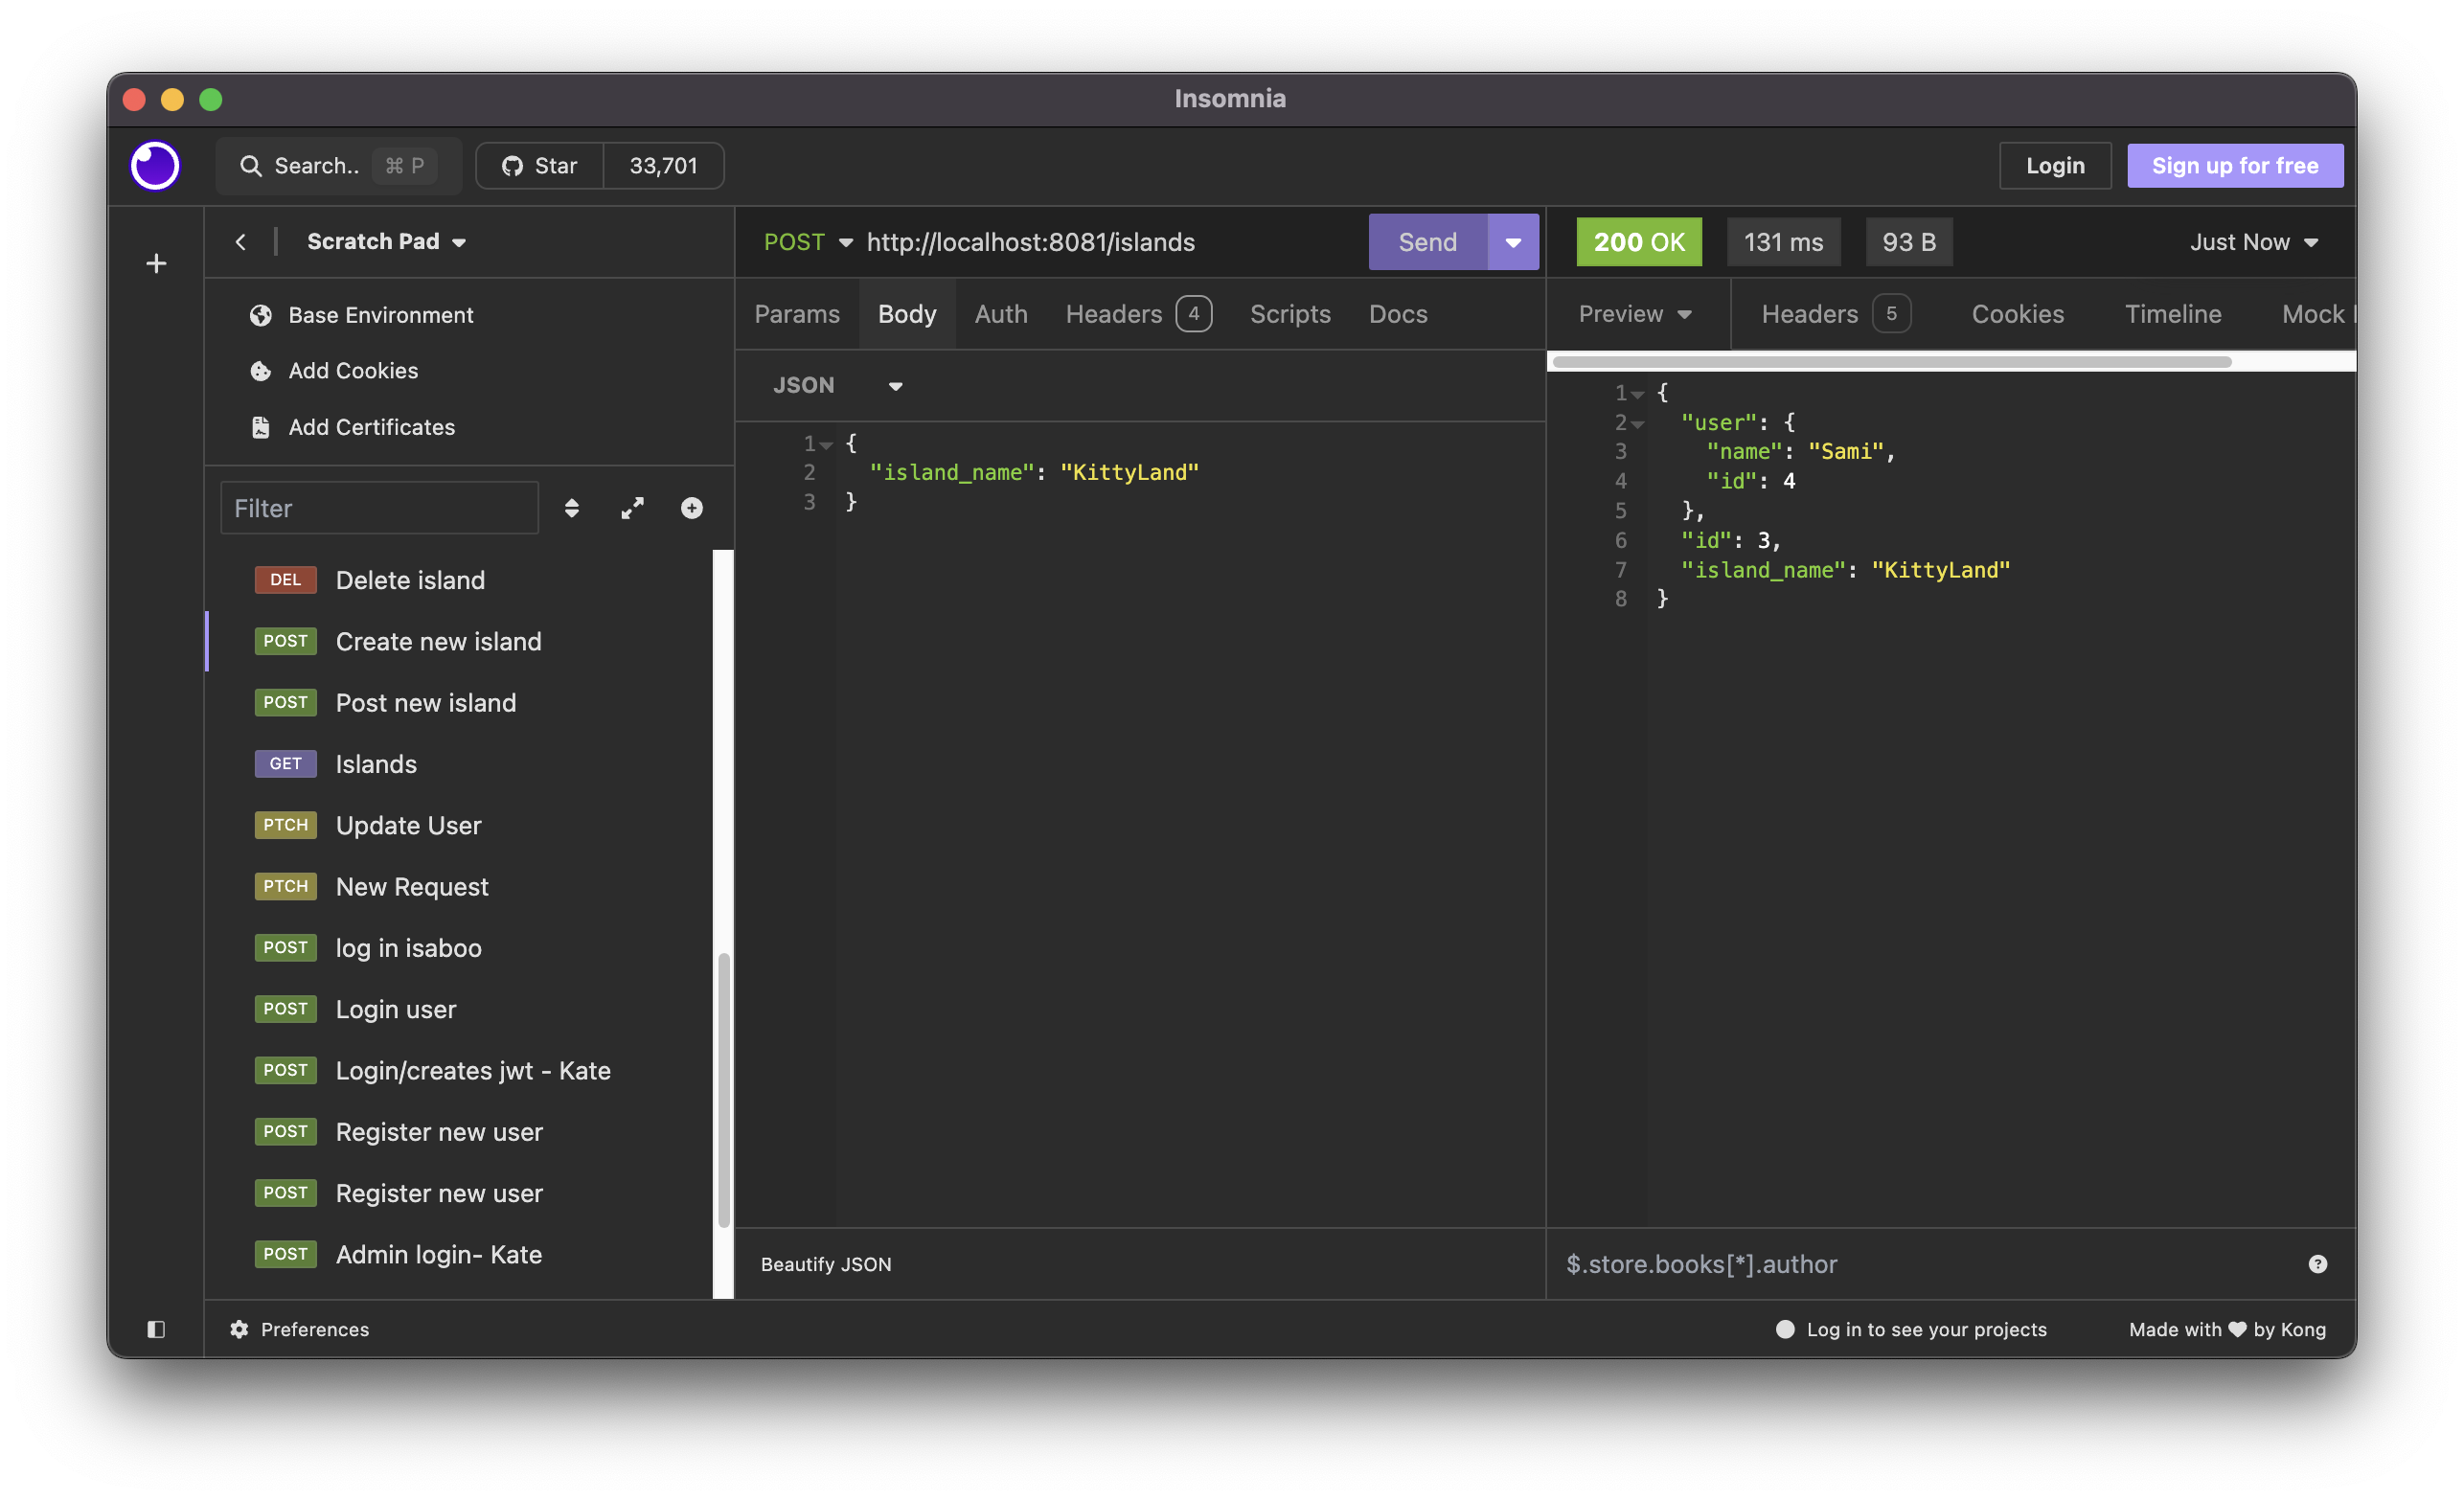 Insomnia
Search.. ⌘ P
Star 33,701
Login
Sign up for free
Scratch Pad
Base Environment
Add Cookies
Add Certificates
Filter
DEL Delete island
POST Create new island
POST Post new island
GET Islands
PTCH Update User
PTCH New Request
POST log in isaboo
POST Login user
POST Login/creates jwt - Kate
POST Register new user
POST Register new user
POST Admin login- Kate
Preferences
POST http://localhost:8081/islands Send
Params Body Auth Headers 4 Scripts Docs
JSON
1 {
2 "island_name": "KittyLand"
3 }
Beautify JSON
200 OK 131 ms 93 B Just Now
Preview Headers 5 Cookies Timeline Mock
1 {
2 "user": {
3 "name": "Sami",
4 "id": 4
5 },
6 "id": 3,
7 "island_name": "KittyLand"
8 }
$.store.books[*].author
Log in to see your projects
Made with ♥ by Kong